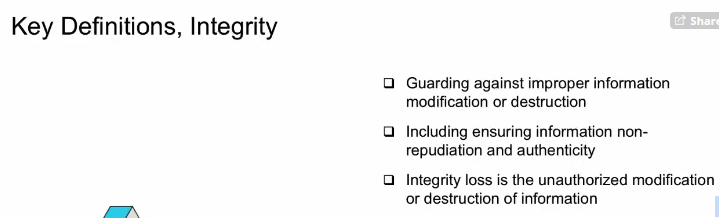 Key Definitions, Integrity
Share
Guarding against improper information
modification or destruction
Including ensuring information non-
repudiation and authenticity
Integrity loss is the unauthorized modification
or destruction of information